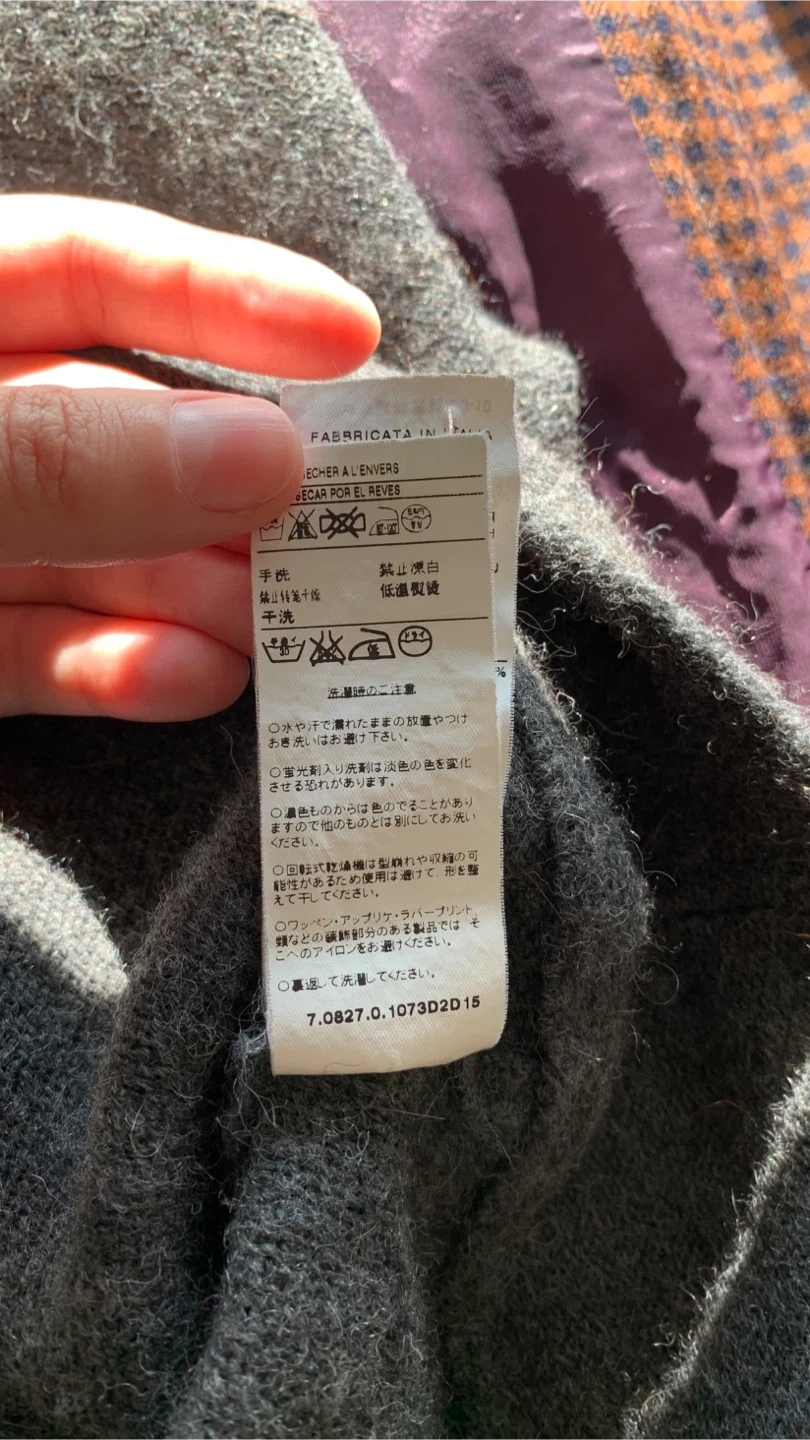 FABBRICATA IN ITALIA
SECHER A L'ENVERS
SECAR POR EL REVES
手洗 禁止漂白
禁止转笼干燥 低温熨烫
干洗
30 低 ドライ
洗濯時のご注意
○水や汗で濡れたままの放置やつけ
おき洗いはお避け下さい。
○蛍光剤入り洗剤は淡色の色を変化
させる恐れがあります。
○濃色ものからは色のでることがあり
ますので他のものとは別にしてお洗い
ください。
○回転式乾燥機は型崩れや収縮の可
能性があるため使用は避けて、形を整
えて干してください。
○ワッペン・アップリケ・ラバープリント
類などの装飾部分のある製品では そ
こへのアイロンをお避けください。
○裏返して洗濯してください。
7.0827.0.1073D2D15
%